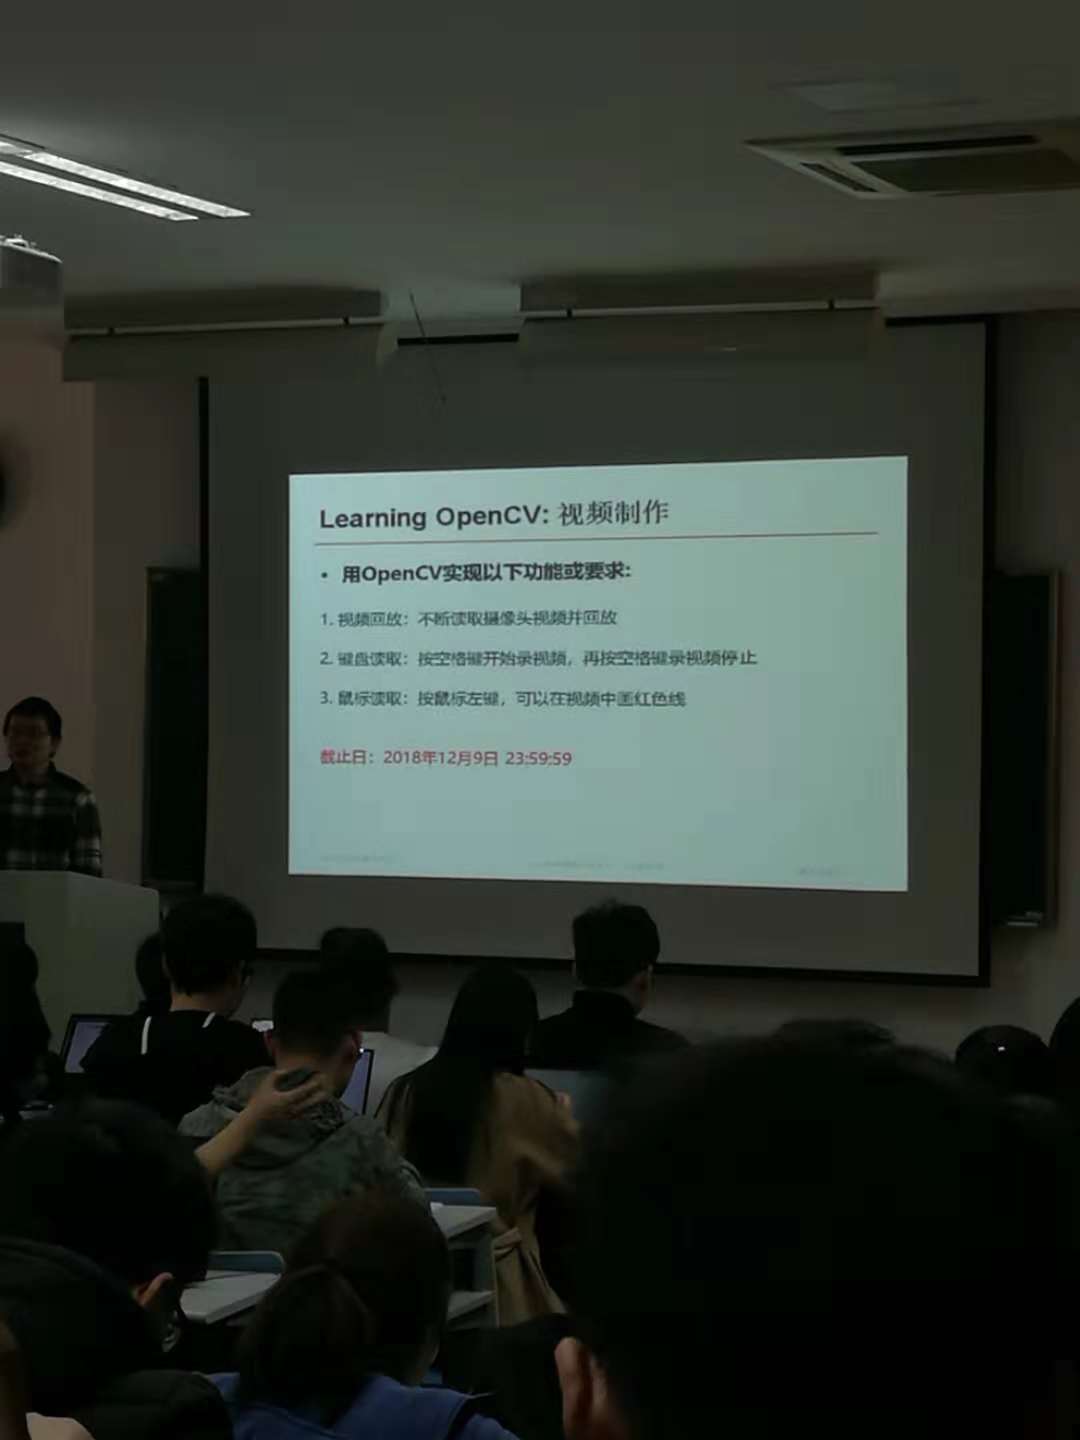 Learning OpenCV: 视频制作
• 用OpenCV实现以下功能或要求:
1. 视频回放：不断读取摄像头视频并回放
2. 键盘读取：按空格键开始录视频，再按空格键录视频停止
3. 鼠标读取：按鼠标左键，可以在视频中画红色线
截止日：2018年12月9日 23:59:59